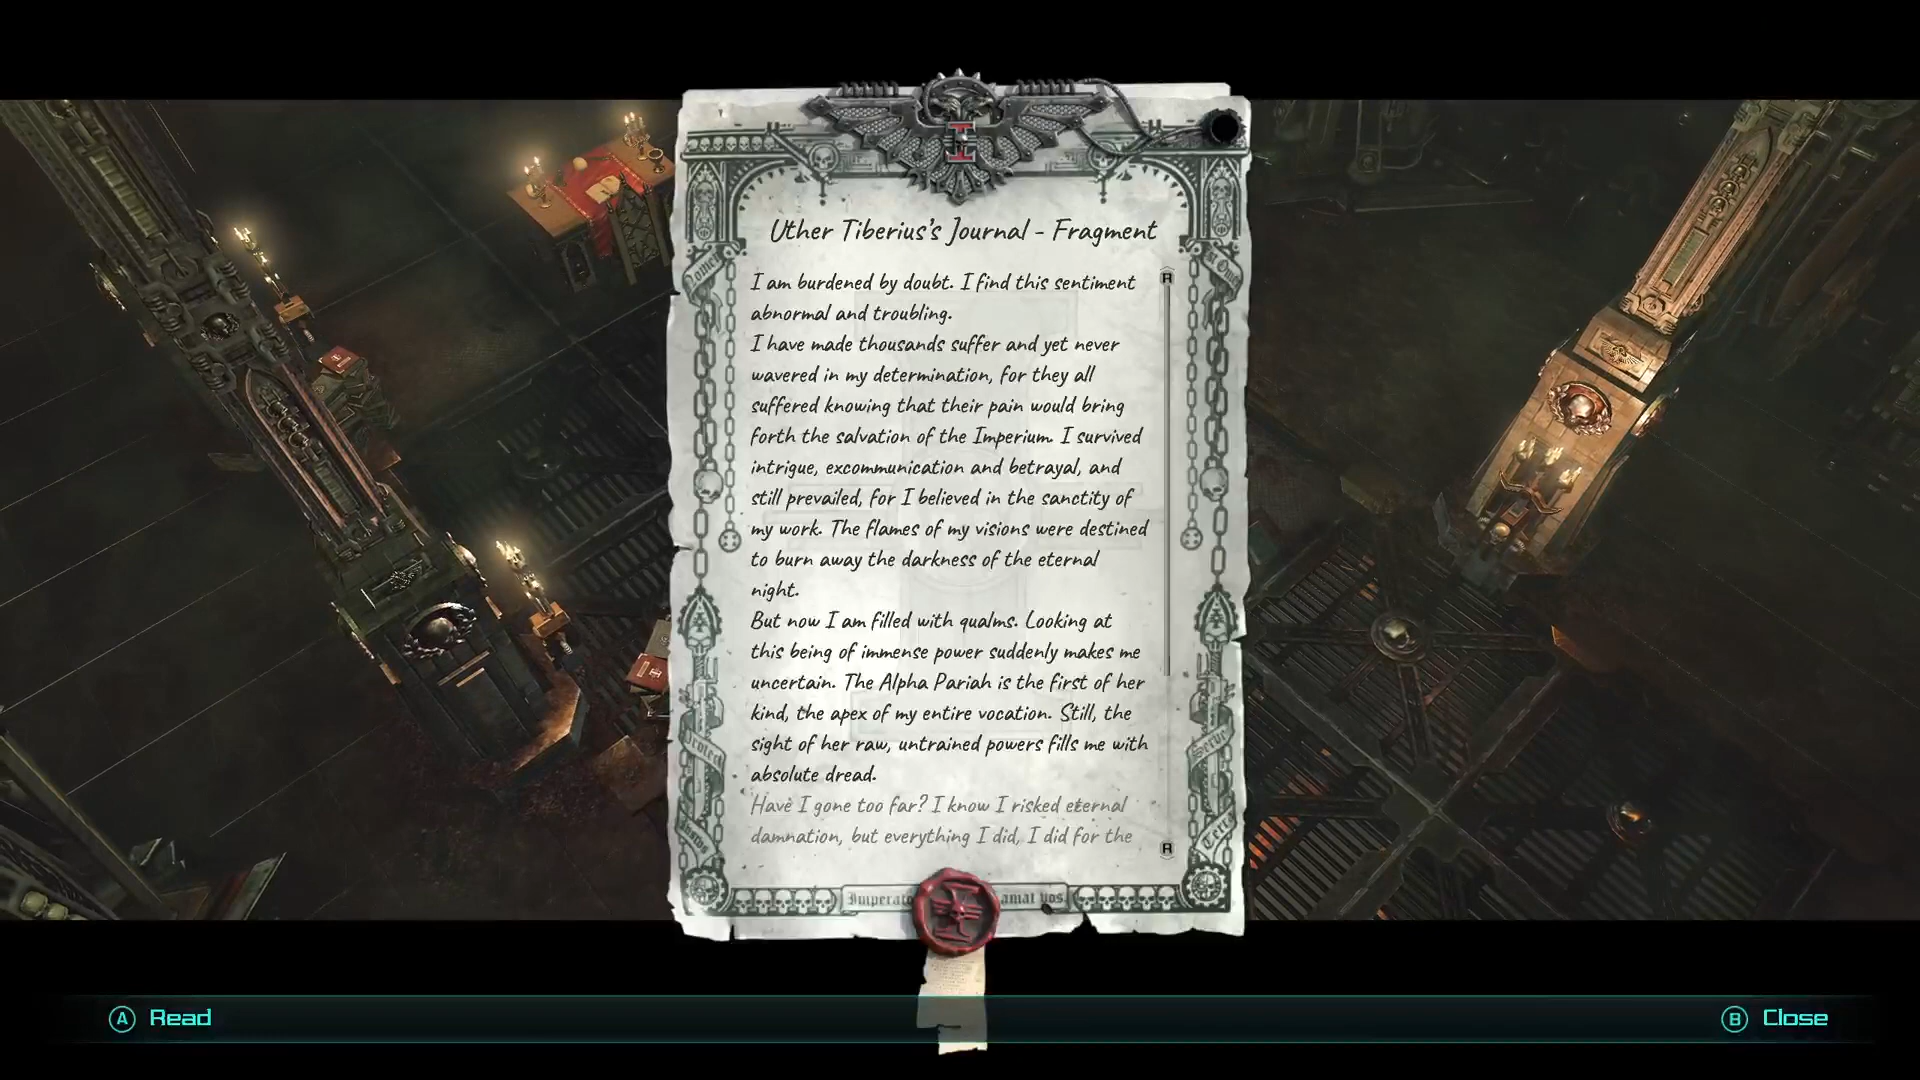 Uther Tiberius's Journal - Fragment
I am burdened by doubt. I find this sentiment
abnormal and troubling.
I have made thousands suffer and yet never
wavered in my determination, for they all
suffered knowing that their pain would bring
forth the salvation of the Imperium. I survived
intrigue, excommunication and betrayal, and
still prevailed, for I believed in the sanctity of
my work. The flames of my visions were destined
to burn away the darkness of the eternal
night.
But now I am filled with qualms. Looking at
this being of immense power suddenly makes me
uncertain. The Alpha Pariah is the first of her
kind, the apex of my entire vocation. Still, the
sight of her raw, untrained powers fills me with
absolute dread.
Have I gone too far? I know I risked eternal
damnation, but everything I did, I did for the
R
R
Serve
Terra
Imperato
amat vos
A Read
B Close